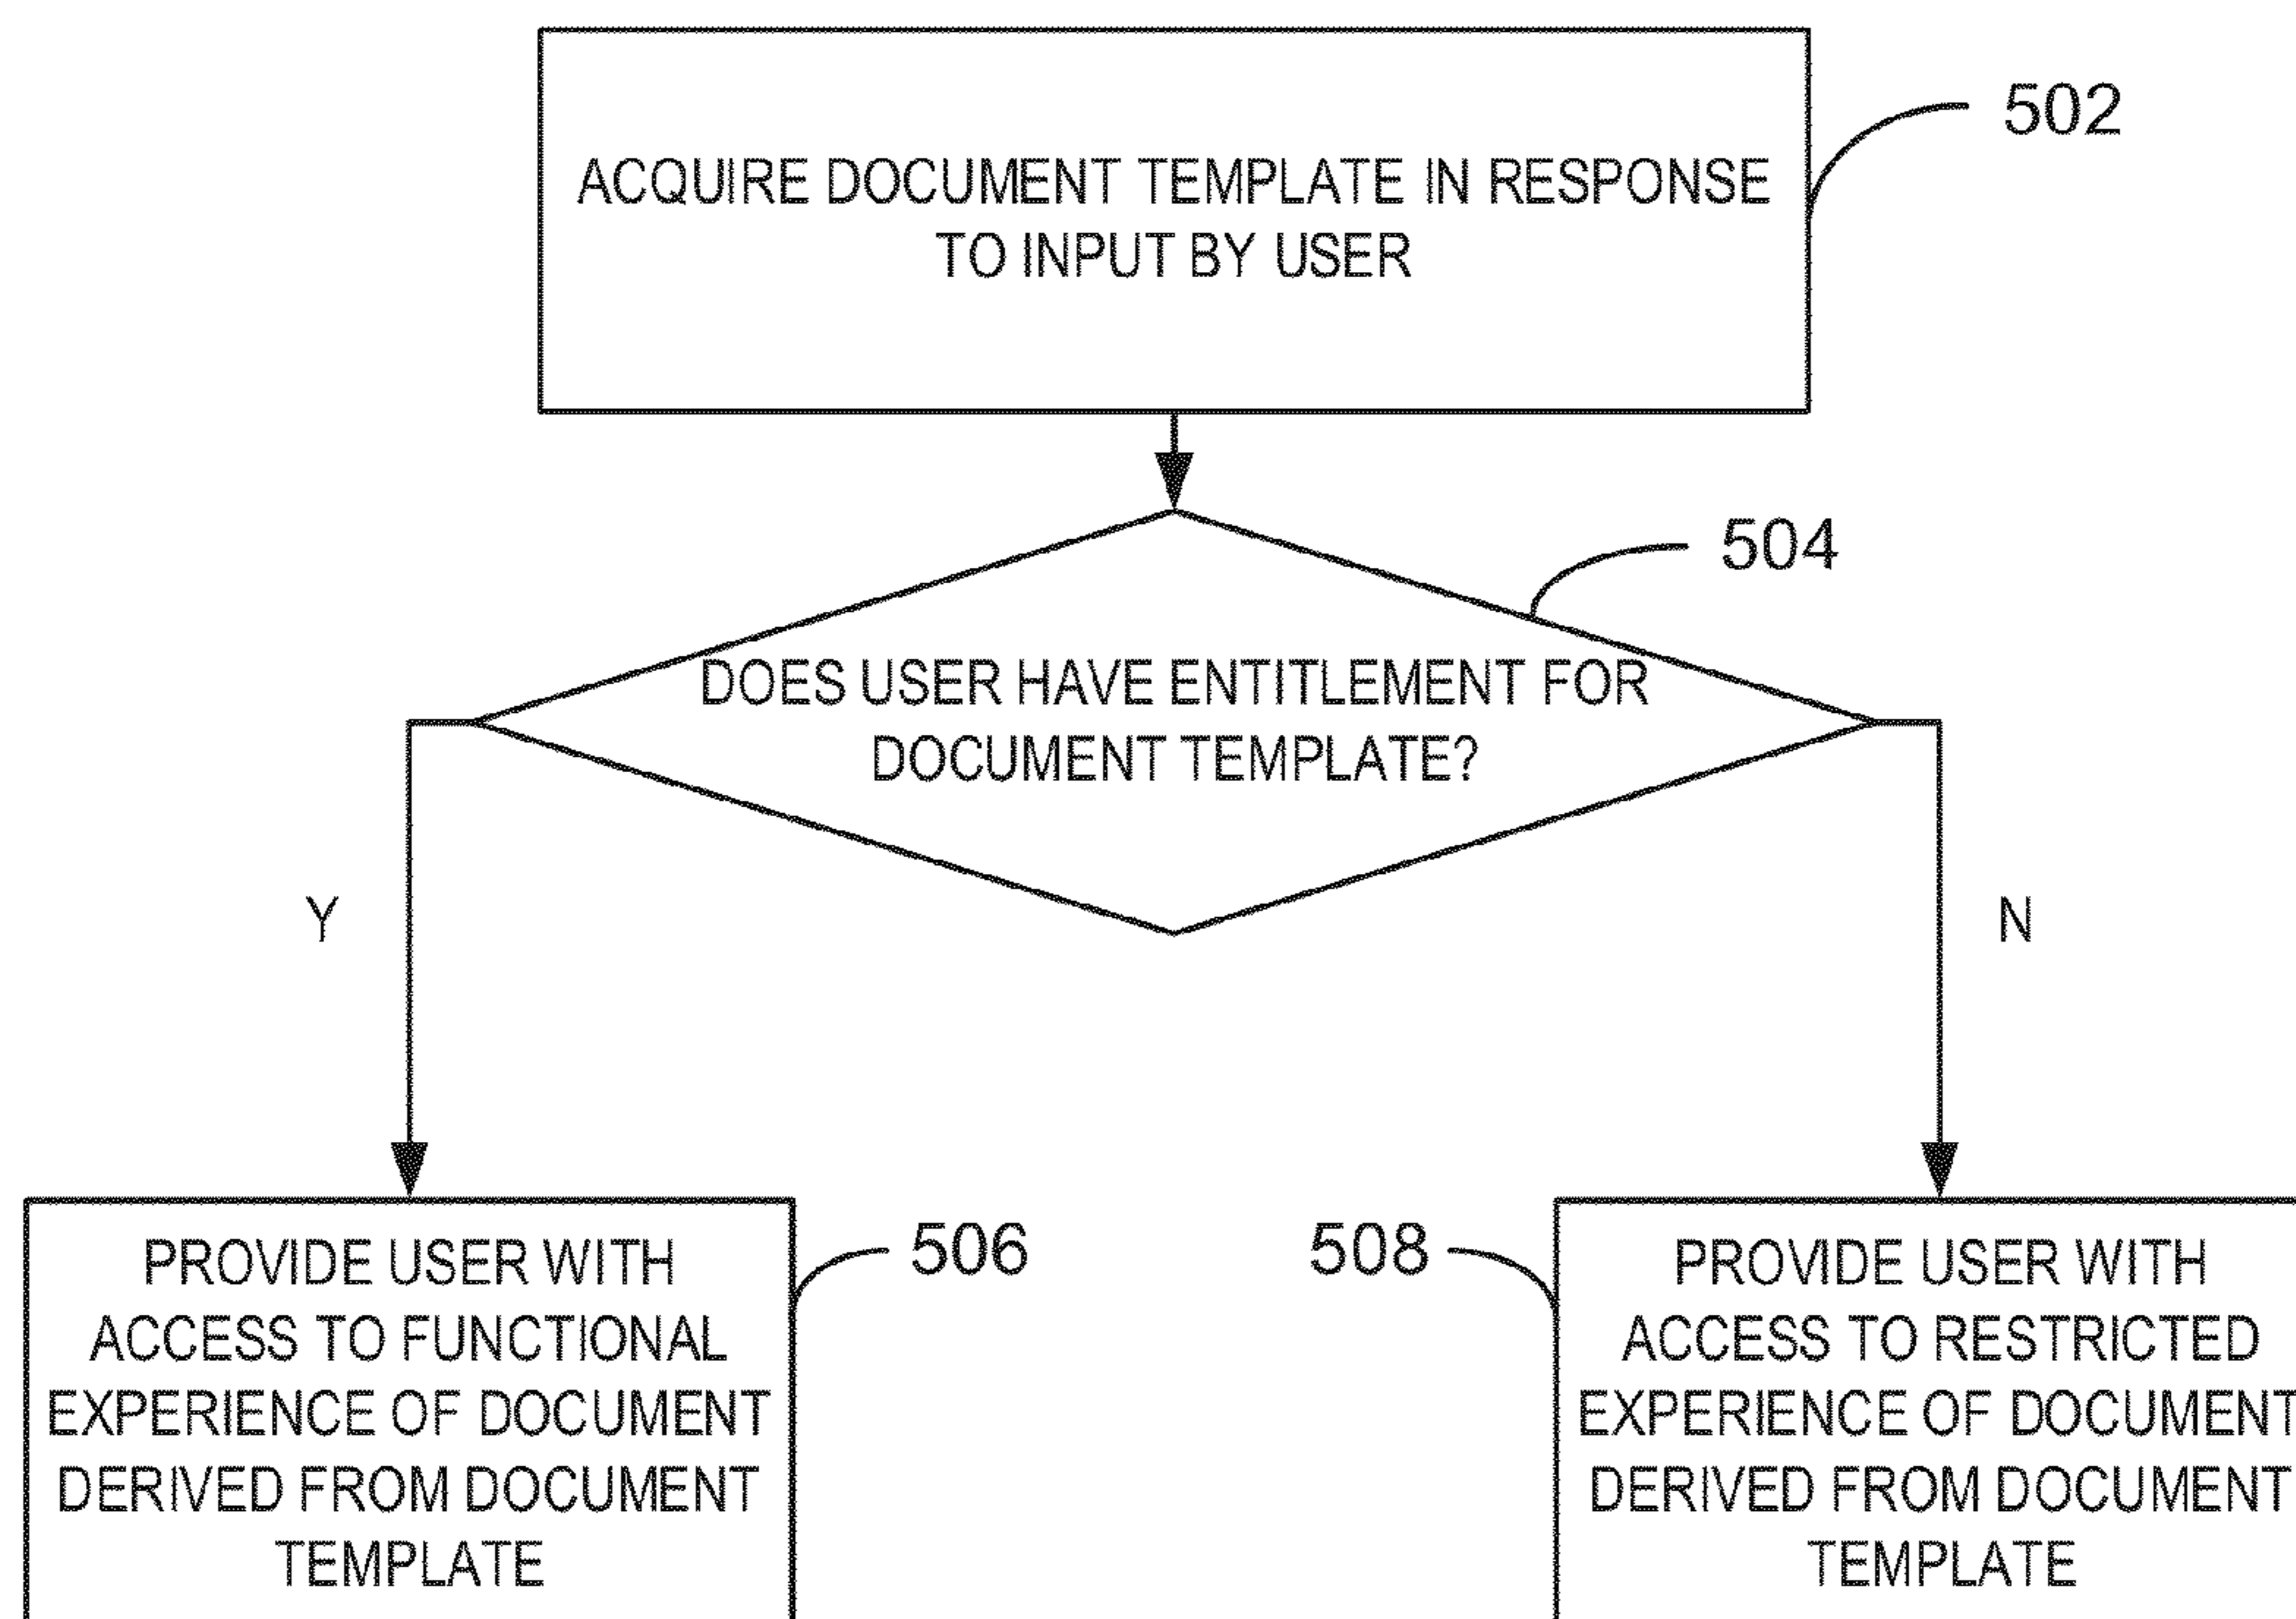 ACQUIRE DOCUMENT TEMPLATE IN RESPONSE
TO INPUT BY USER
502
504
DOES USER HAVE ENTITLEMENT FOR
DOCUMENT TEMPLATE?
Y
N
PROVIDE USER WITH
ACCESS TO FUNCTIONAL
EXPERIENCE OF DOCUMENT
DERIVED FROM DOCUMENT
TEMPLATE
506
508
PROVIDE USER WITH
ACCESS TO RESTRICTED
EXPERIENCE OF DOCUMENT
DERIVED FROM DOCUMENT
TEMPLATE